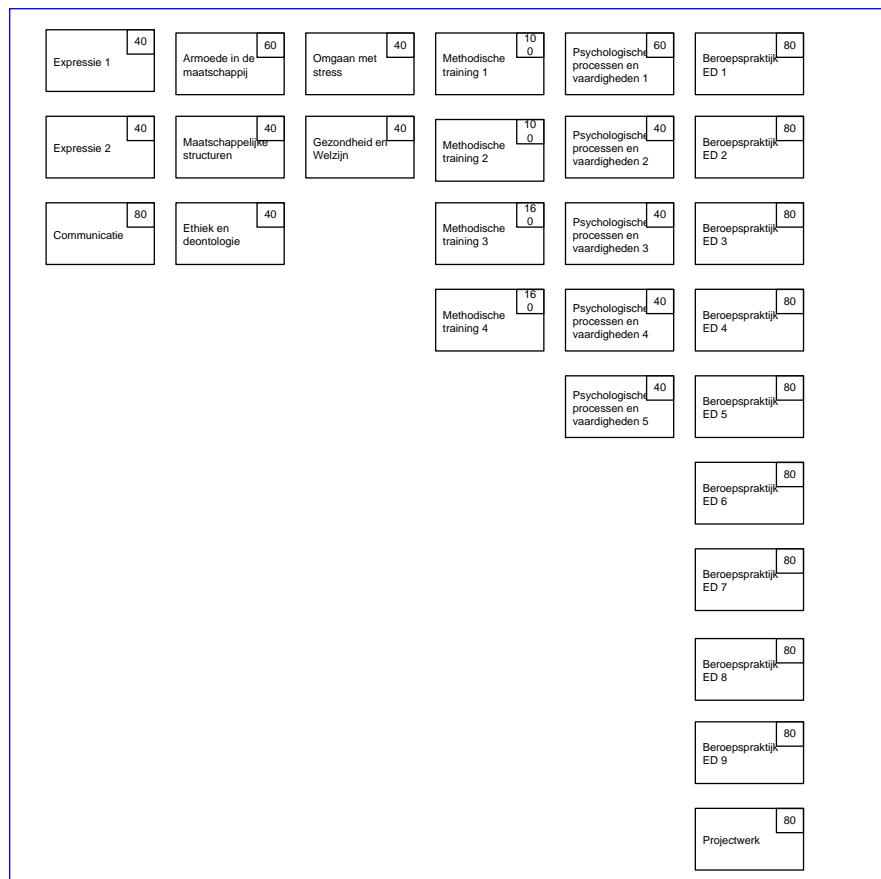 40
Expressie 1
60
Armoede in de
maatschappij
40
Omgaan met
stress
10
0
Methodische
training 1
60
Psychologische
processen en
vaardigheden 1
80
Beroepspraktijk
ED 1
40
Expressie 2
40
Maatschappelijke
structuren
40
Gezondheid en
Welzijn
10
0
Methodische
training 2
40
Psychologische
processen en
vaardigheden 2
80
Beroepspraktijk
ED 2
80
Communicatie
40
Ethiek en
deontologie
16
0
Methodische
training 3
40
Psychologische
processen en
vaardigheden 3
80
Beroepspraktijk
ED 3
16
0
Methodische
training 4
40
Psychologische
processen en
vaardigheden 4
80
Beroepspraktijk
ED 4
40
Psychologische
processen en
vaardigheden 5
80
Beroepspraktijk
ED 5
80
Beroepspraktijk
ED 6
80
Beroepspraktijk
ED 7
80
Beroepspraktijk
ED 8
80
Beroepspraktijk
ED 9
80
Projectwerk